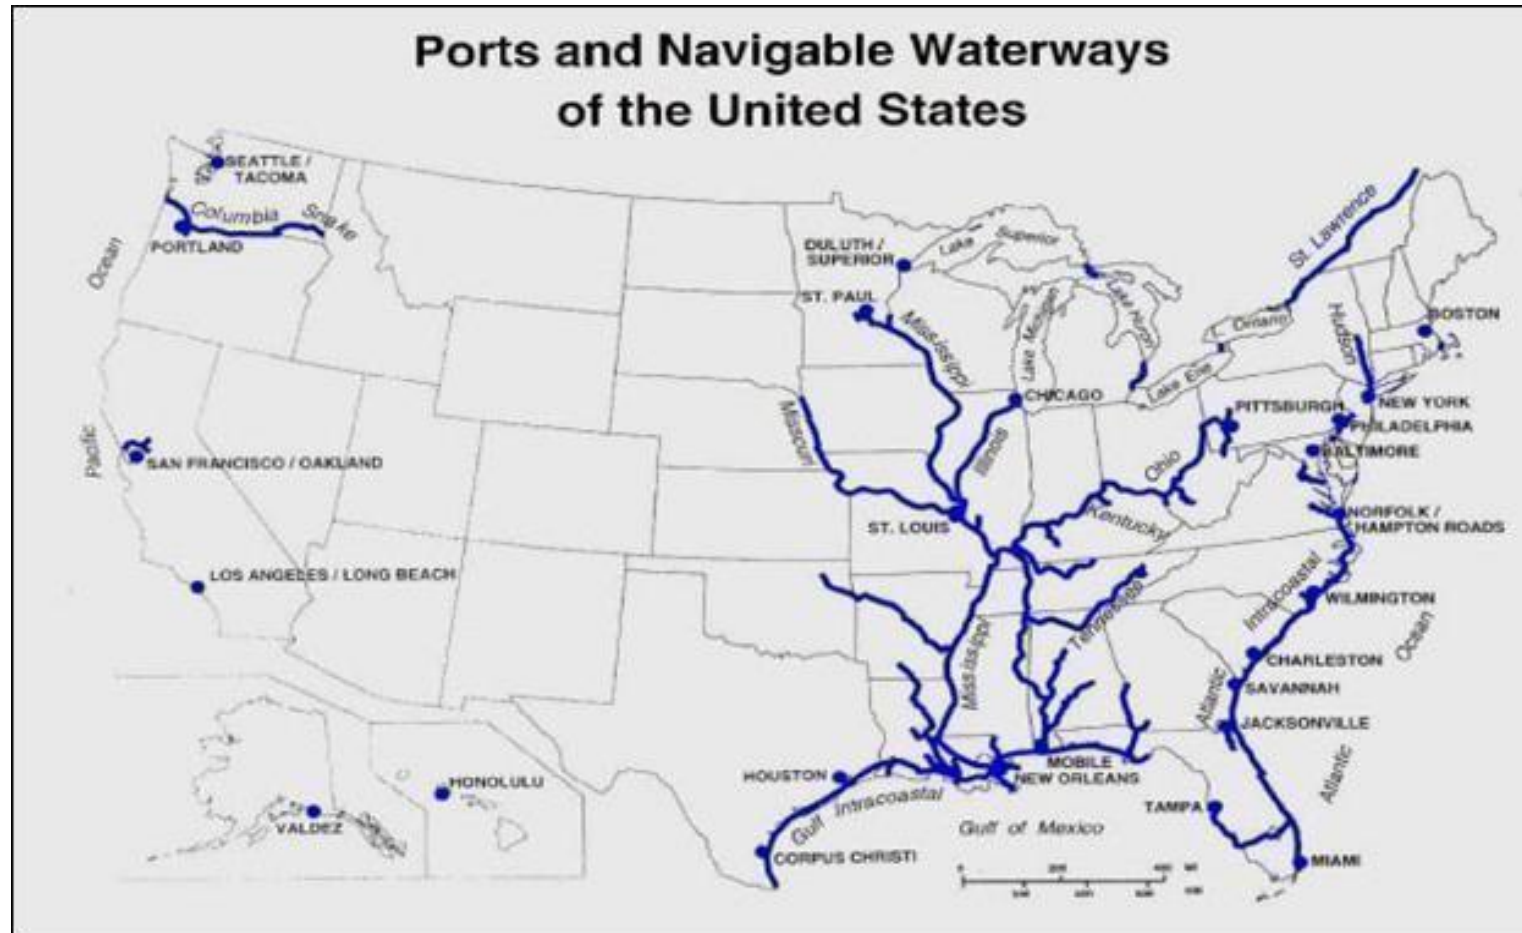 Ports and Navigable Waterways
of the United States
SEATTLE /
TACOMA
Columbia
Snake
PORTLAND
Ocean
Pacific
SAN FRANCISCO / OAKLAND
LOS ANGELES / LONG BEACH
DULUTH /
SUPERIOR
Lake Superior
ST. PAUL
Mississippi
Lake Michigan
Lake Huron
St. Lawrence
Ontario
Lake Erie
Hudson
BOSTON
CHICAGO
Missouri
Illinois
PITTSBURGH
NEW YORK
PHILADELPHIA
BALTIMORE
Ohio
ST. LOUIS
Kentucky
NORFOLK /
HAMPTON ROADS
Intracoastal
WILMINGTON
Ocean
Tennessee
Mississippi
CHARLESTON
SAVANNAH
Atlantic
JACKSONVILLE
Atlantic
MOBILE
NEW ORLEANS
HOUSTON
Gulf Intracoastal
TAMPA
Gulf of Mexico
CORPUS CHRISTI
MIAMI
HONOLULU
VALDEZ
0 200 400